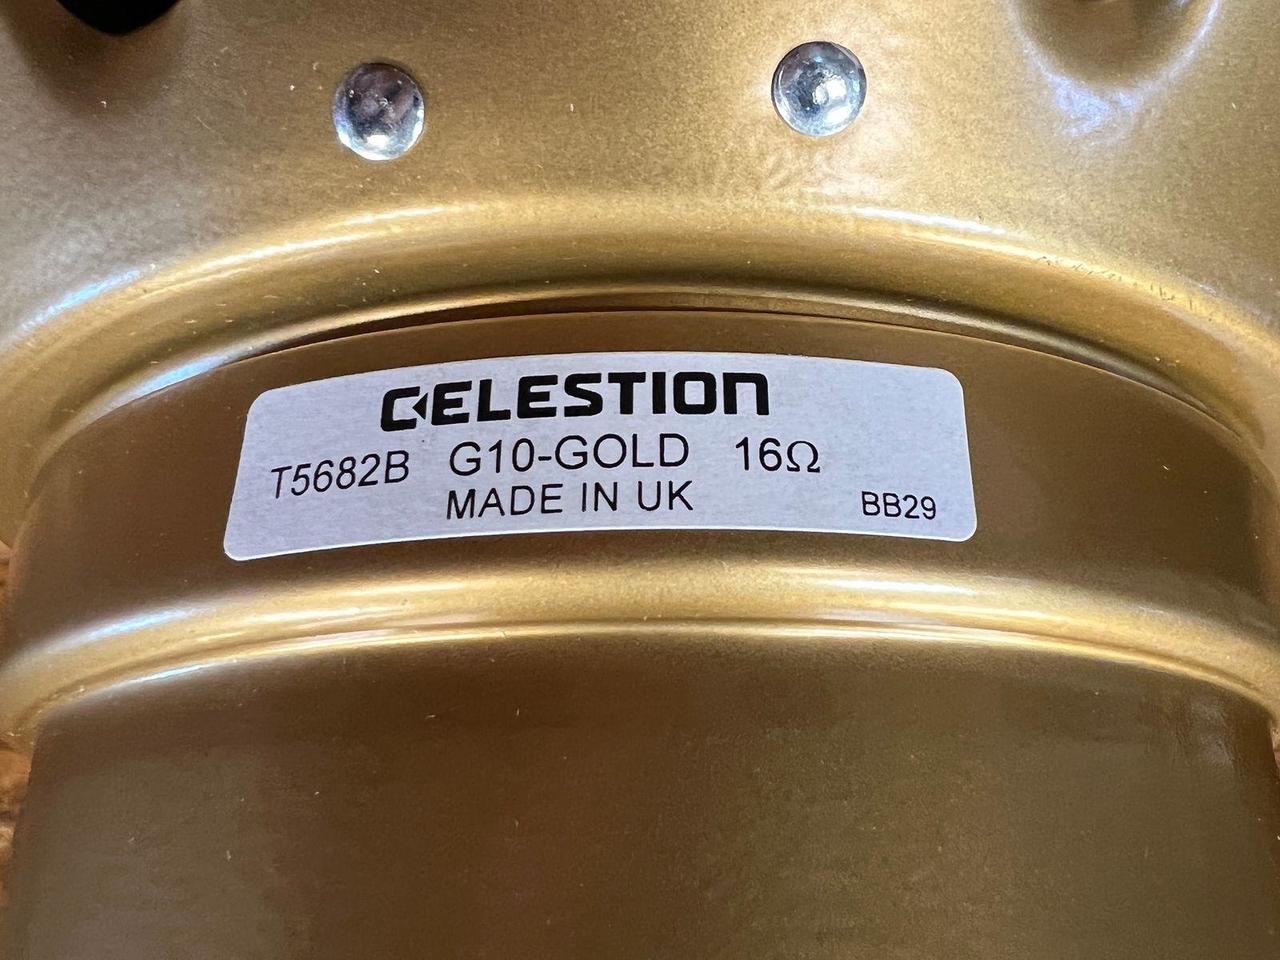 CELESTION
T5682B G10-GOLD 16Ω
MADE IN UK BB29